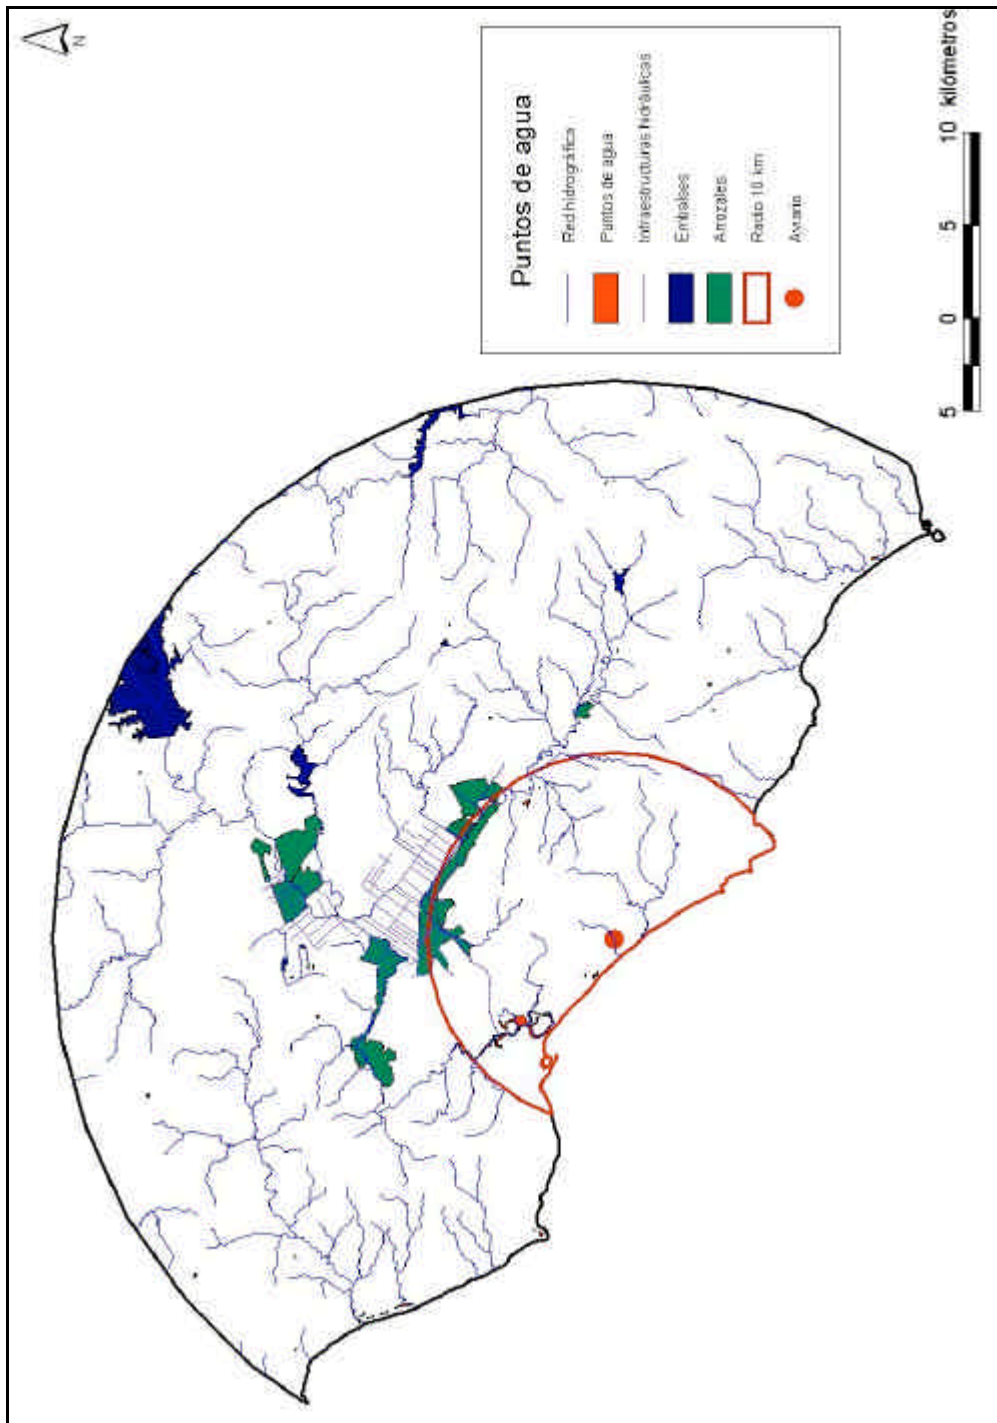 N
Puntos de agua
Red hidrográfica
Puntos de agua
Infraestructuras hidráulicas
Embalses
Arrozales
Radio 10 km
Aviario
5 0 5 10 kilómetros